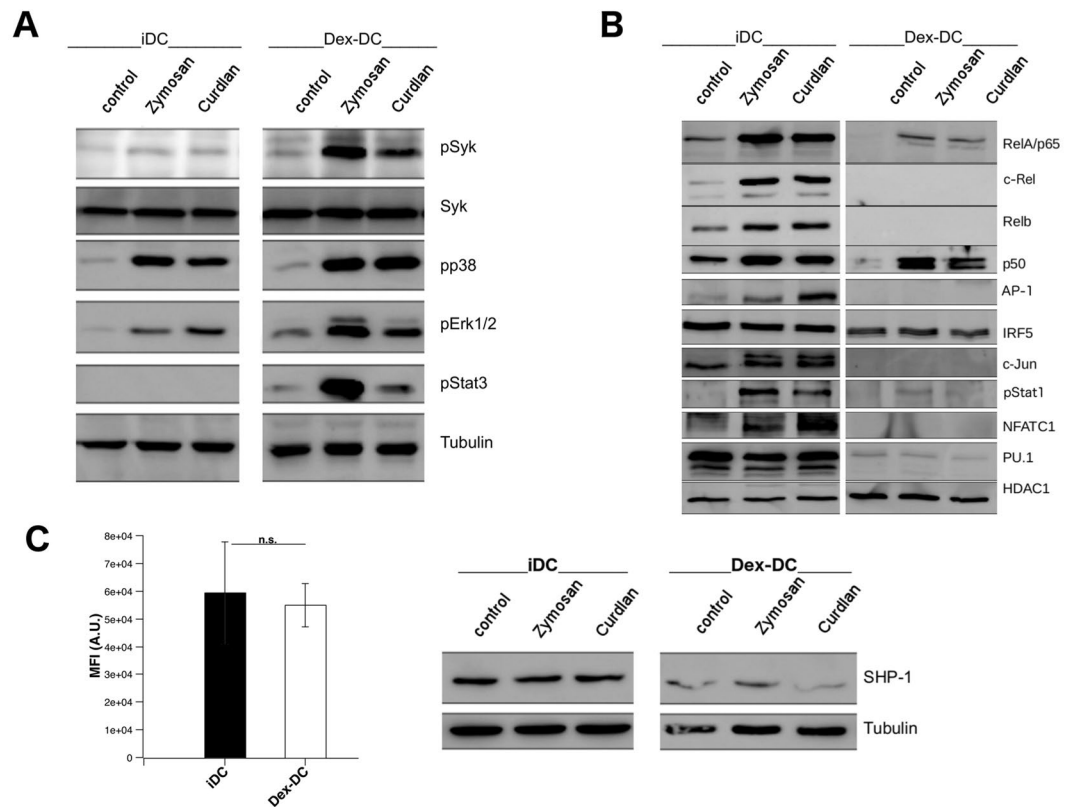 A
iDC Dex-DC
control Zymosan Curdlan control Zymosan Curdlan
pSyk
Syk
pp38
pErk1/2
pStat3
Tubulin
B
iDC Dex-DC
control Zymosan Curdlan control Zymosan Curdlan
RelA/p65
c-Rel
Relb
p50
AP-1
IRF5
c-Jun
pStat1
NFATC1
PU.1
HDAC1
C
MFI (A.U.)
8e+04
7e+04
6e+04
5e+04
4e+04
3e+04
2e+04
1e+04
0
n.s.
iDC Dex-DC
iDC Dex-DC
control Zymosan Curdlan control Zymosan Curdlan
SHP-1
Tubulin